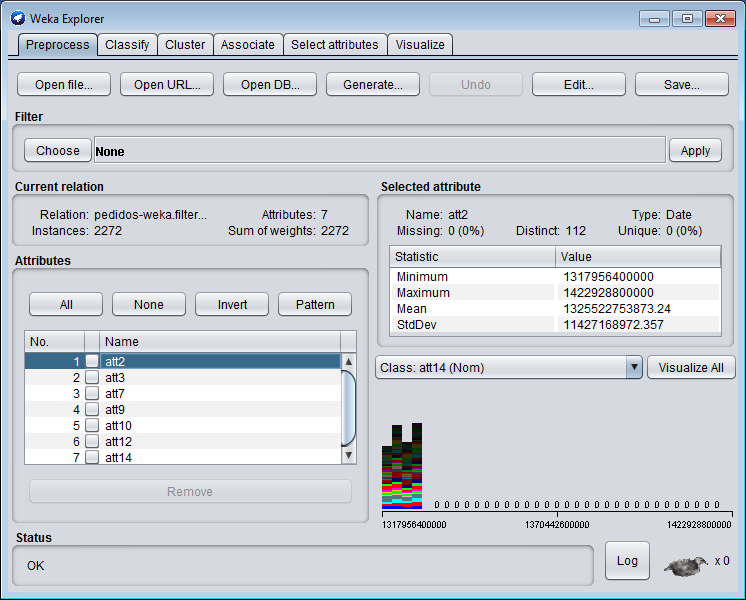 Weka Explorer
Preprocess Classify Cluster Associate Select attributes Visualize
Open file... Open URL... Open DB... Generate... Undo Edit... Save...
Filter
Choose None Apply
Current relation
Relation: pedidos-weka.filter... Attributes: 7
Instances: 2272 Sum of weights: 2272
Attributes
All None Invert Pattern
No. Name
1 att2
2 att3
3 att7
4 att9
5 att10
6 att12
7 att14
Remove
Selected attribute
Name: att2 Type: Date
Missing: 0 (0%) Distinct: 112 Unique: 0 (0%)
Statistic Value
Minimum 1317956400000
Maximum 1422928800000
Mean 1325522753873.24
StdDev 11427168972.357
Class: att14 (Nom) Visualize All
0 0 0 0 0 0 0 0 0 0 0 0 0 0 0 0 0 0 0 0 0 0 0 0 0 0 0 0 0
1317956400000 1370442600000 1422928800000
Status
OK Log x 0